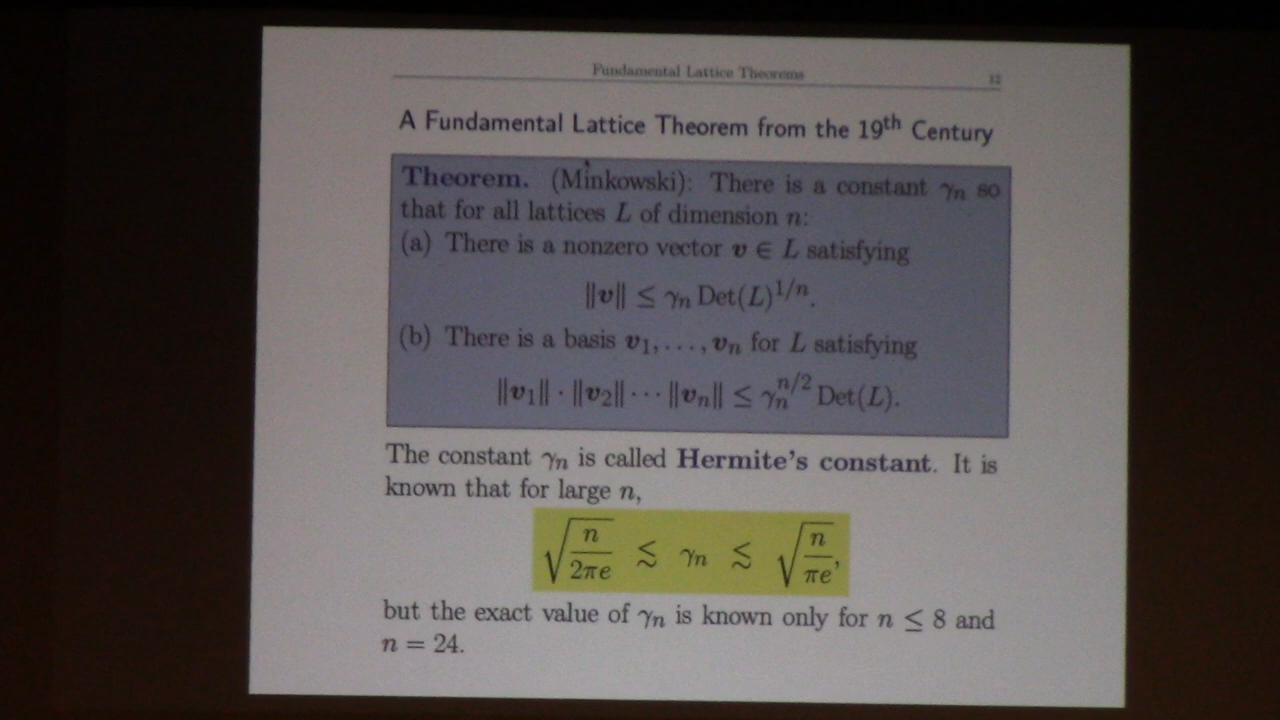 Fundamental Lattice Theorems 12
A Fundamental Lattice Theorem from the 19th Century
Theorem. (Minkowski): There is a constant γn so
that for all lattices L of dimension n:
(a) There is a nonzero vector v ∈ L satisfying
‖v‖ ≤ γn Det(L)^1/n.
(b) There is a basis v1, . . . , vn for L satisfying
‖v1‖ · ‖v2‖ · · · ‖vn‖ ≤ γn^n/2 Det(L).
The constant γn is called Hermite's constant. It is
known that for large n,
√(n/2πe) ≲ γn ≲ √(n/πe),
but the exact value of γn is known only for n ≤ 8 and
n = 24.